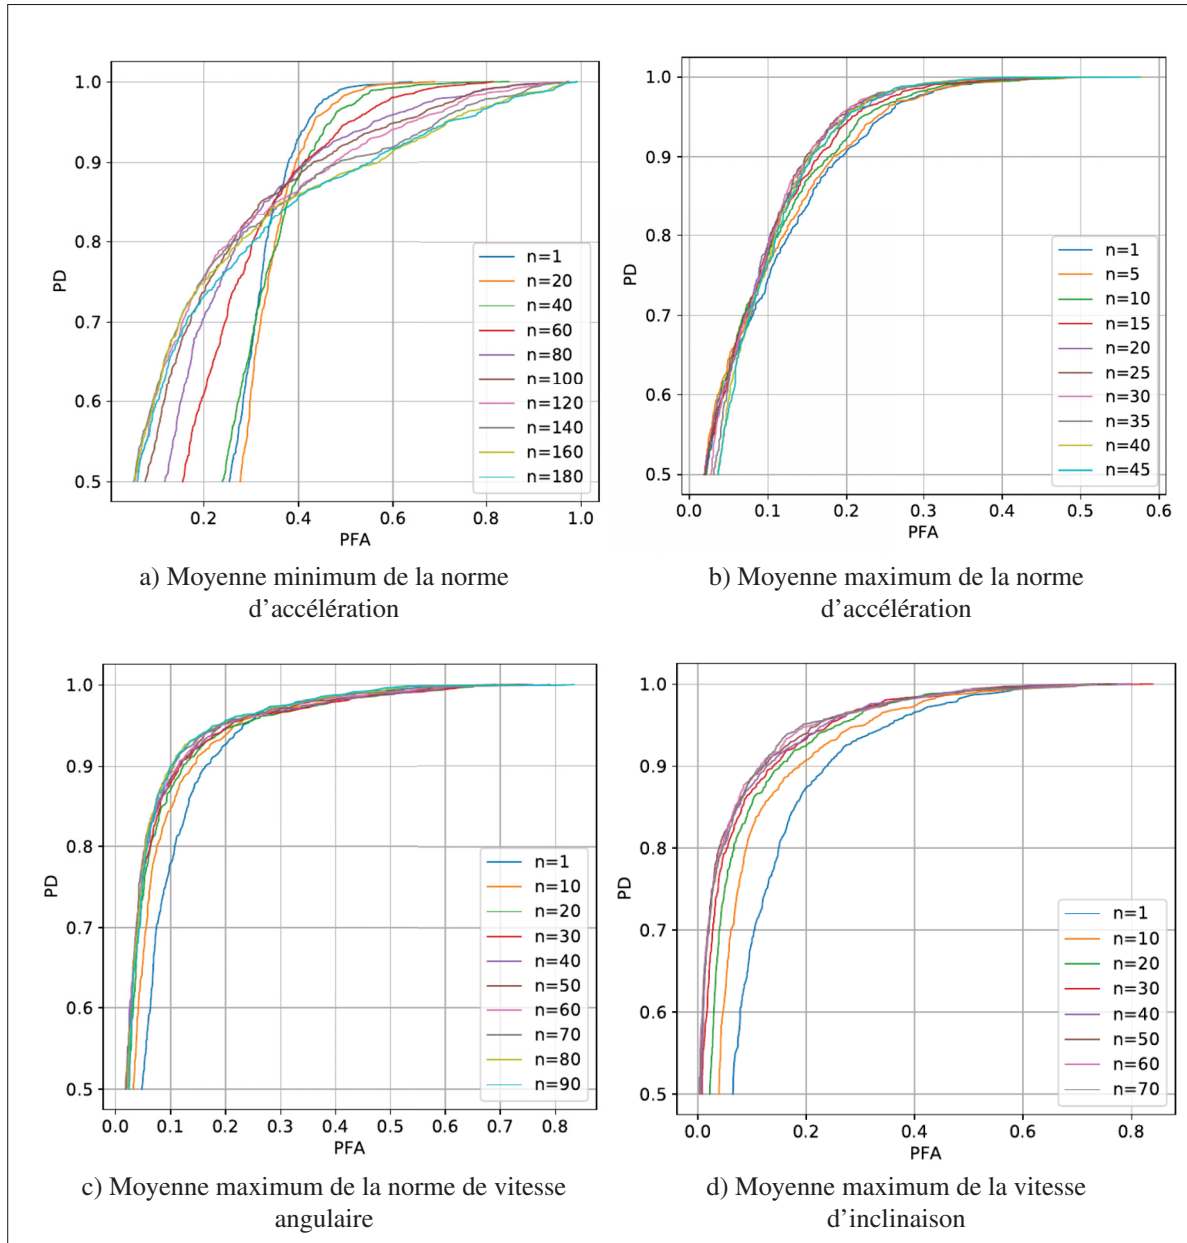 1.0
0.9
0.8
0.7
0.6
0.5
PD
0.2
0.4
0.6
0.8
1.0
PFA
n=1
n=20
n=40
n=60
n=80
n=100
n=120
n=140
n=160
n=180
a) Moyenne minimum de la norme
d’accélération
1.0
0.9
0.8
0.7
0.6
0.5
PD
0.0
0.1
0.2
0.3
0.4
0.5
0.6
PFA
n=1
n=5
n=10
n=15
n=20
n=25
n=30
n=35
n=40
n=45
b) Moyenne maximum de la norme
d’accélération
1.0
0.9
0.8
0.7
0.6
0.5
PD
0.0
0.1
0.2
0.3
0.4
0.5
0.6
0.7
0.8
PFA
n=1
n=10
n=20
n=30
n=40
n=50
n=60
n=70
n=80
n=90
c) Moyenne maximum de la norme de vitesse
angulaire
1.0
0.9
0.8
0.7
0.6
0.5
PD
0.0
0.2
0.4
0.6
0.8
PFA
n=1
n=10
n=20
n=30
n=40
n=50
n=60
n=70
d) Moyenne maximum de la vitesse
d’inclinaison